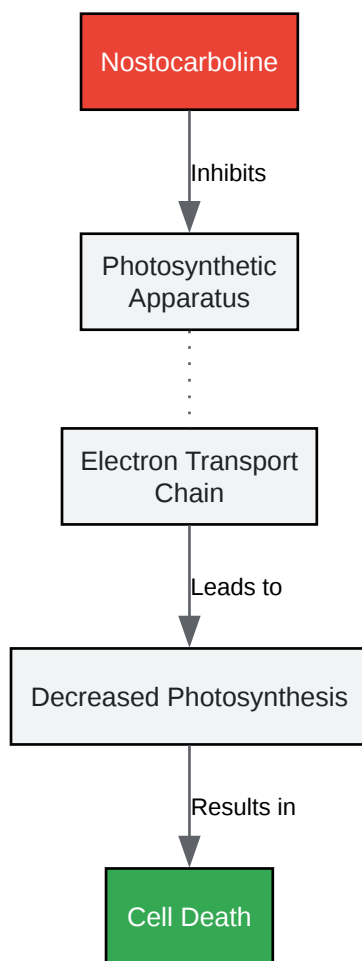 Nostocarboline
Inhibits
Photosynthetic
Apparatus
Electron Transport
Chain
Leads to
Decreased Photosynthesis
Results in
Cell Death